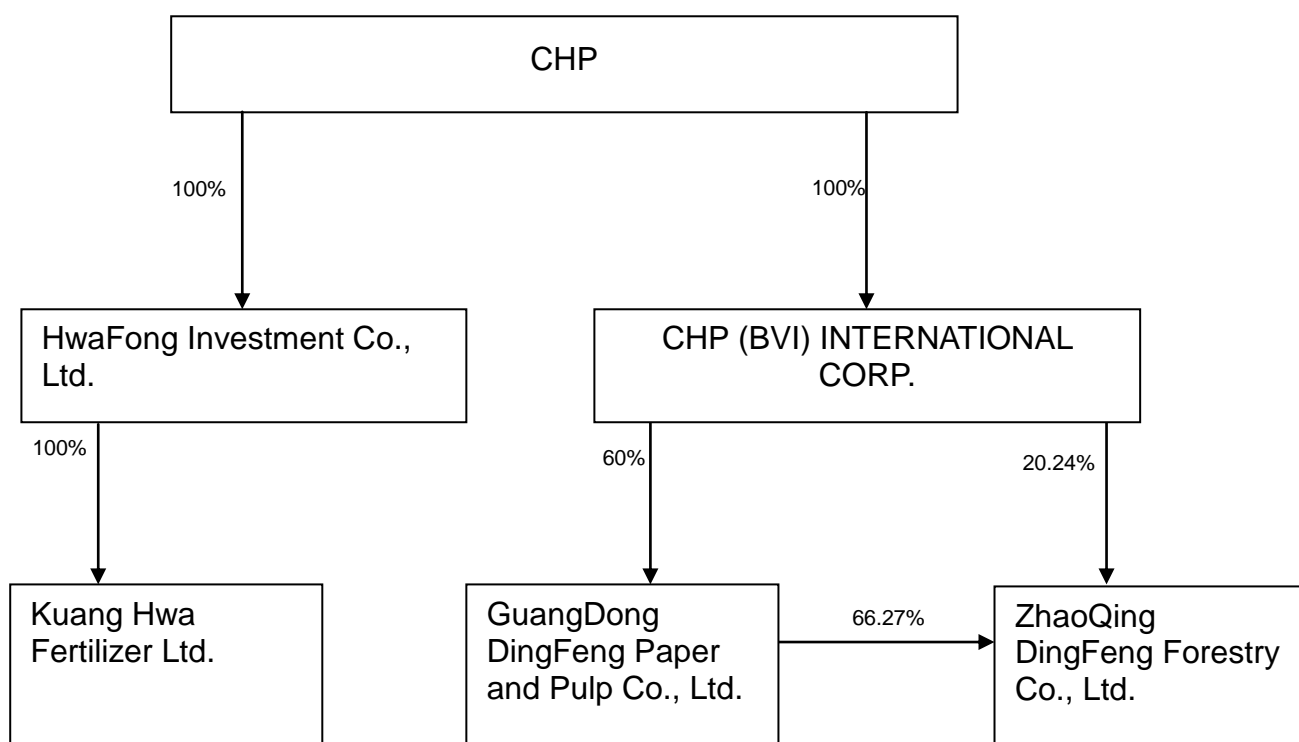 CHP
100%
100%
HwaFong Investment Co.,
Ltd.
CHP (BVI) INTERNATIONAL
CORP.
100%
60%
20.24%
Kuang Hwa
Fertilizer Ltd.
GuangDong
DingFeng Paper
and Pulp Co., Ltd.
66.27%
ZhaoQing
DingFeng Forestry
Co., Ltd.